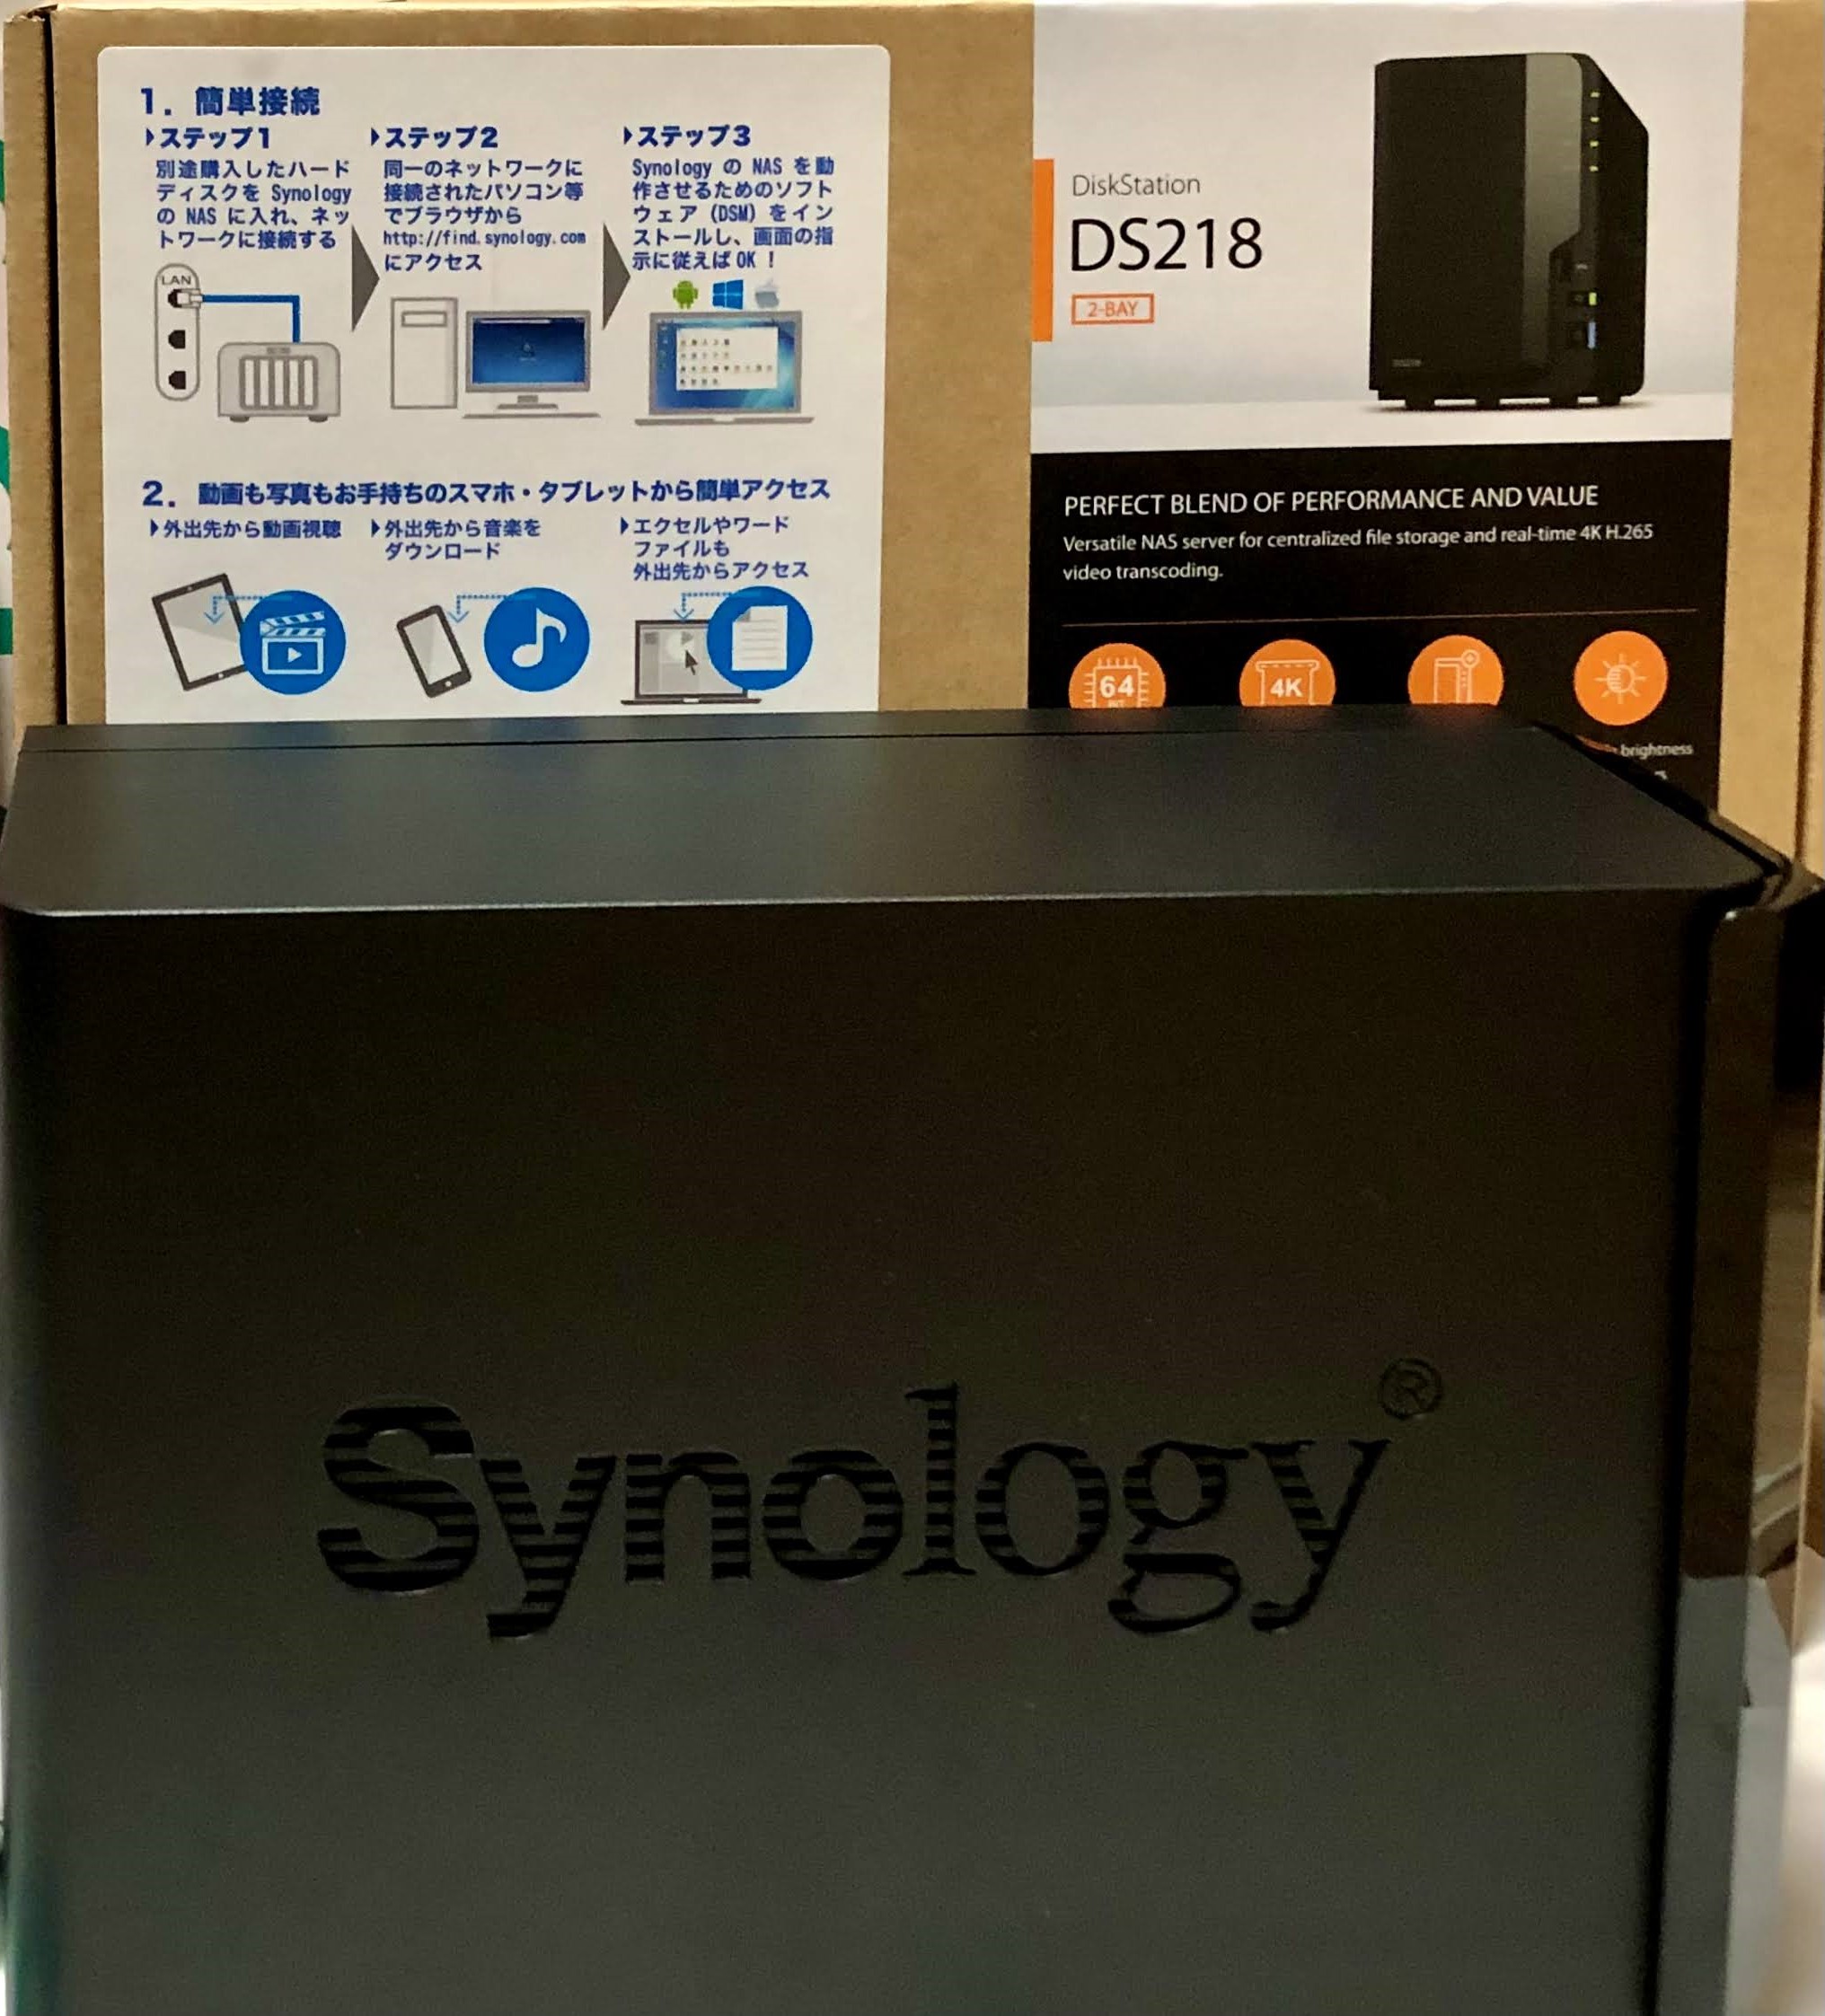 1. 簡単接続
ステップ1
別途購入したハード
ディスクを Synology
の NAS に入れ、ネッ
トワークに接続する
LAN
ステップ2
同一のネットワークに
接続されたパソコン等
でブラウザから
http://find.synology.com
にアクセス
ステップ3
Synology の NAS を動
作させるためのソフト
ウェア (DSM) をイン
ストールし、画面の指
示に従えば OK !
2. 動画も写真もお手持ちのスマホ・タブレットから簡単アクセス
外出先から動画視聴
外出先から音楽を
ダウンロード
エクセルやワード
ファイルも
外出先からアクセス
DiskStation
DS218
2-BAY
DS218
PERFECT BLEND OF PERFORMANCE AND VALUE
Versatile NAS server for centralized file storage and real-time 4K H.265
video transcoding.
64
4K
brightness
Synology®